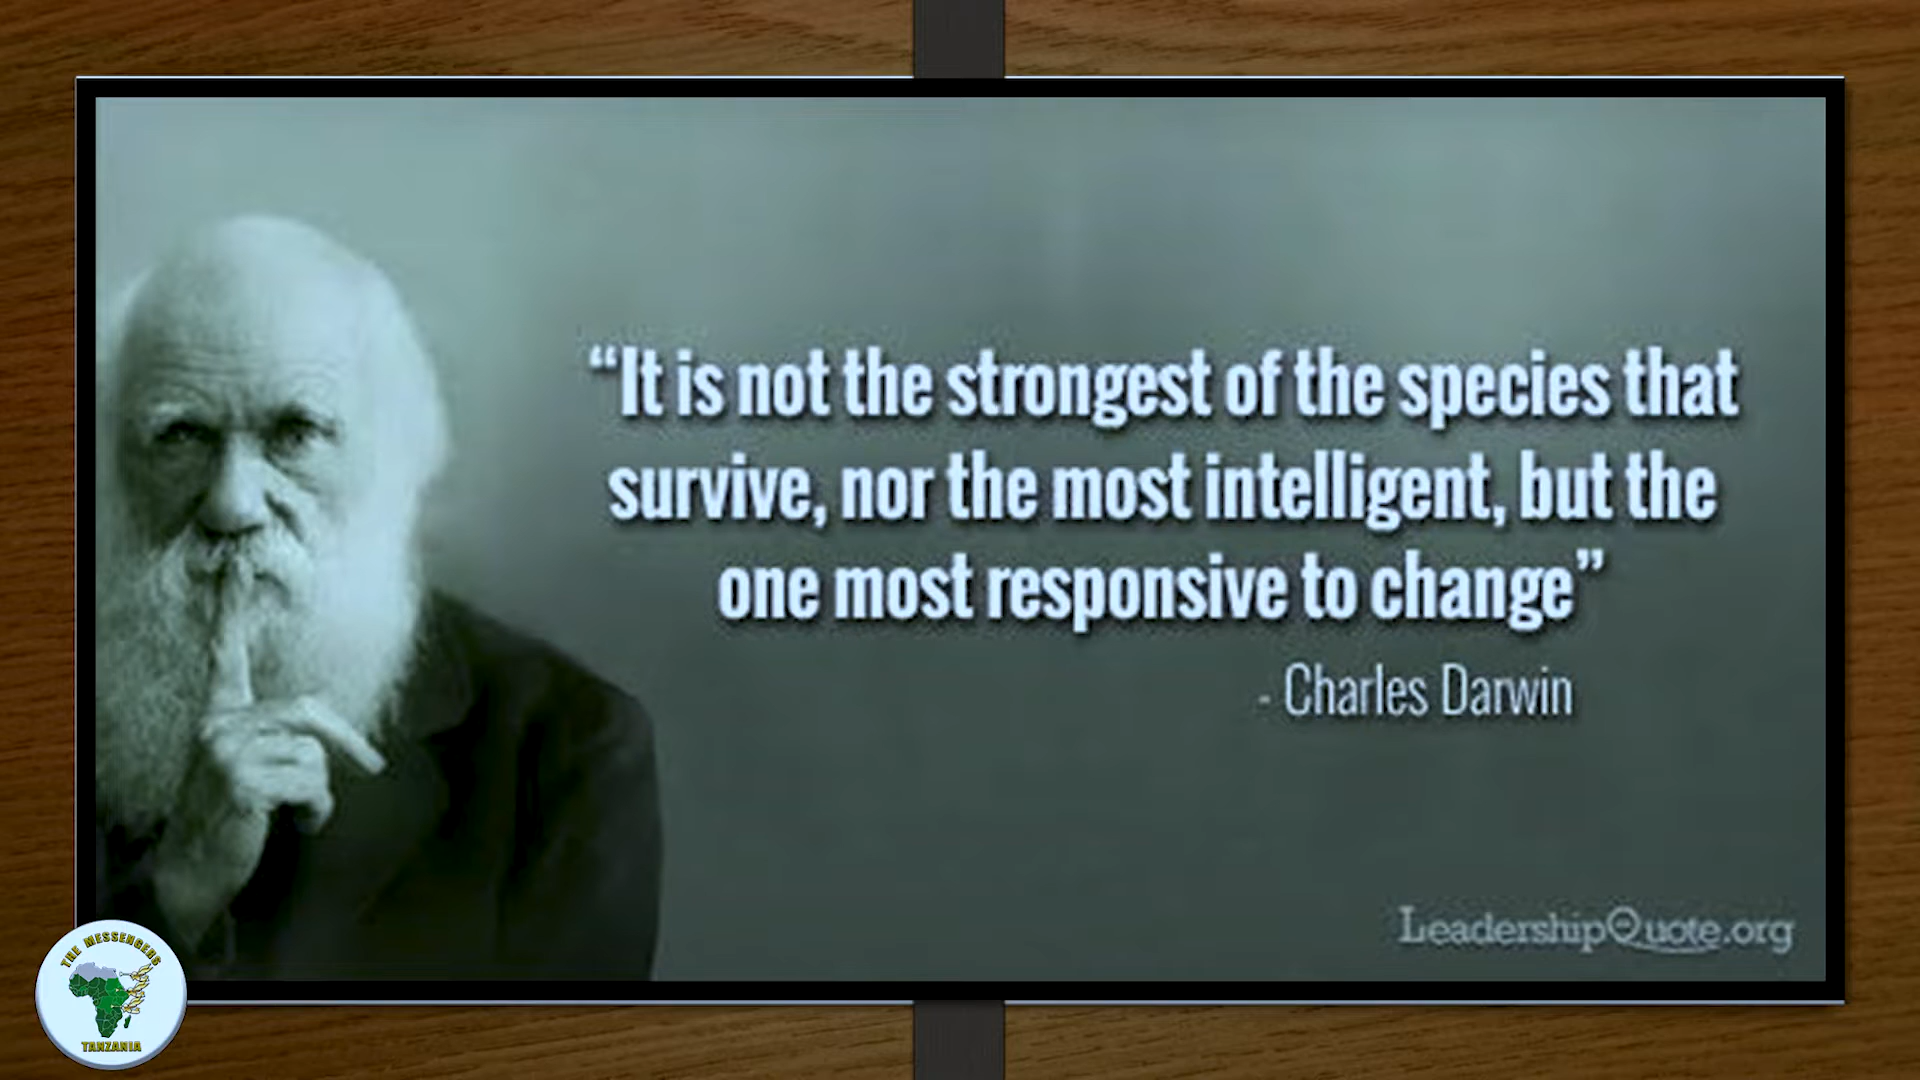 “It is not the strongest of the species that
survive, nor the most intelligent, but the
one most responsive to change”
- Charles Darwin
LeadershipQuote.org
THE MESSENGERS
TANZANIA